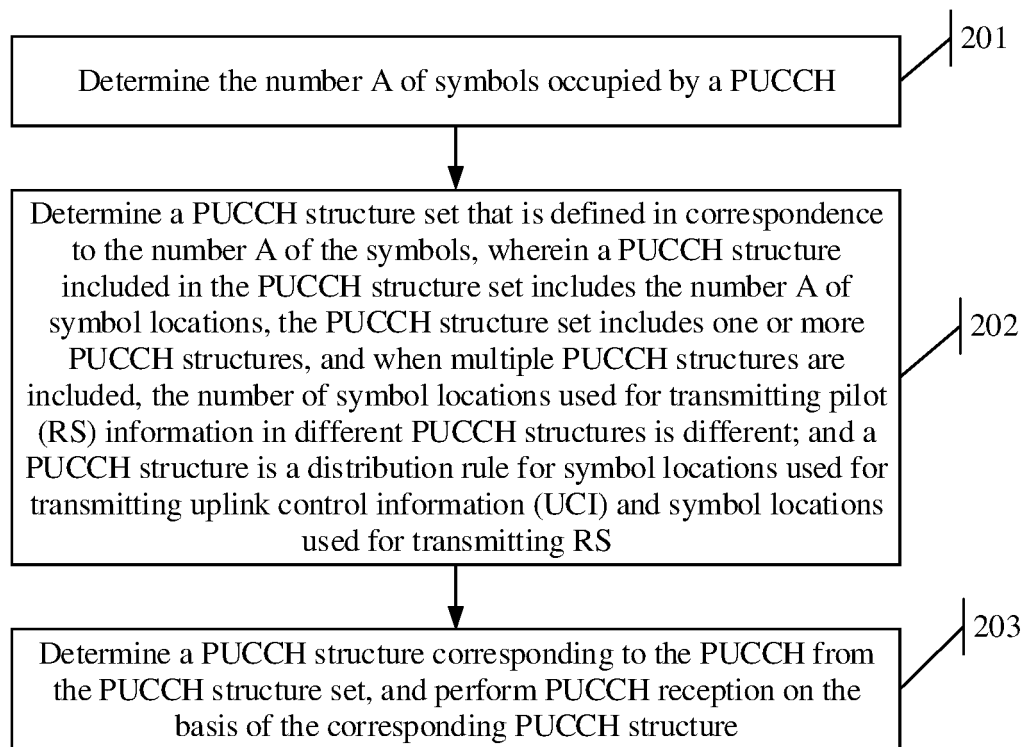 201
Determine the number A of symbols occupied by a PUCCH
Determine a PUCCH structure set that is defined in correspondence
to the number A of the symbols, wherein a PUCCH structure
included in the PUCCH structure set includes the number A of
symbol locations, the PUCCH structure set includes one or more
PUCCH structures, and when multiple PUCCH structures are
included, the number of symbol locations used for transmitting pilot
(RS) information in different PUCCH structures is different; and a
PUCCH structure is a distribution rule for symbol locations used for
transmitting uplink control information (UCI) and symbol locations
used for transmitting RS
202
203
Determine a PUCCH structure corresponding to the PUCCH from
the PUCCH structure set, and perform PUCCH reception on the
basis of the corresponding PUCCH structure